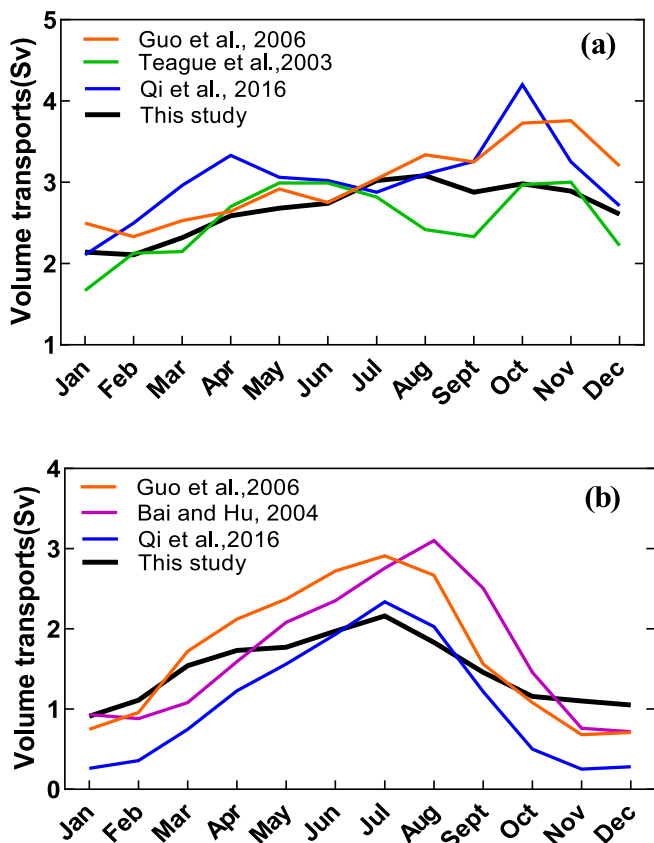 5
4
3
2
1
Volume transports(Sv)
Guo et al., 2006
Teague et al.,2003
Qi et al., 2016
This study
(a)
Jan Feb Mar Apr May Jun Jul Aug Sept Oct Nov Dec
4
3
2
1
0
Volume transports(Sv)
Guo et al.,2006
Bai and Hu, 2004
Qi et al.,2016
This study
(b)
Jan Feb Mar Apr May Jun Jul Aug Sept Oct Nov Dec